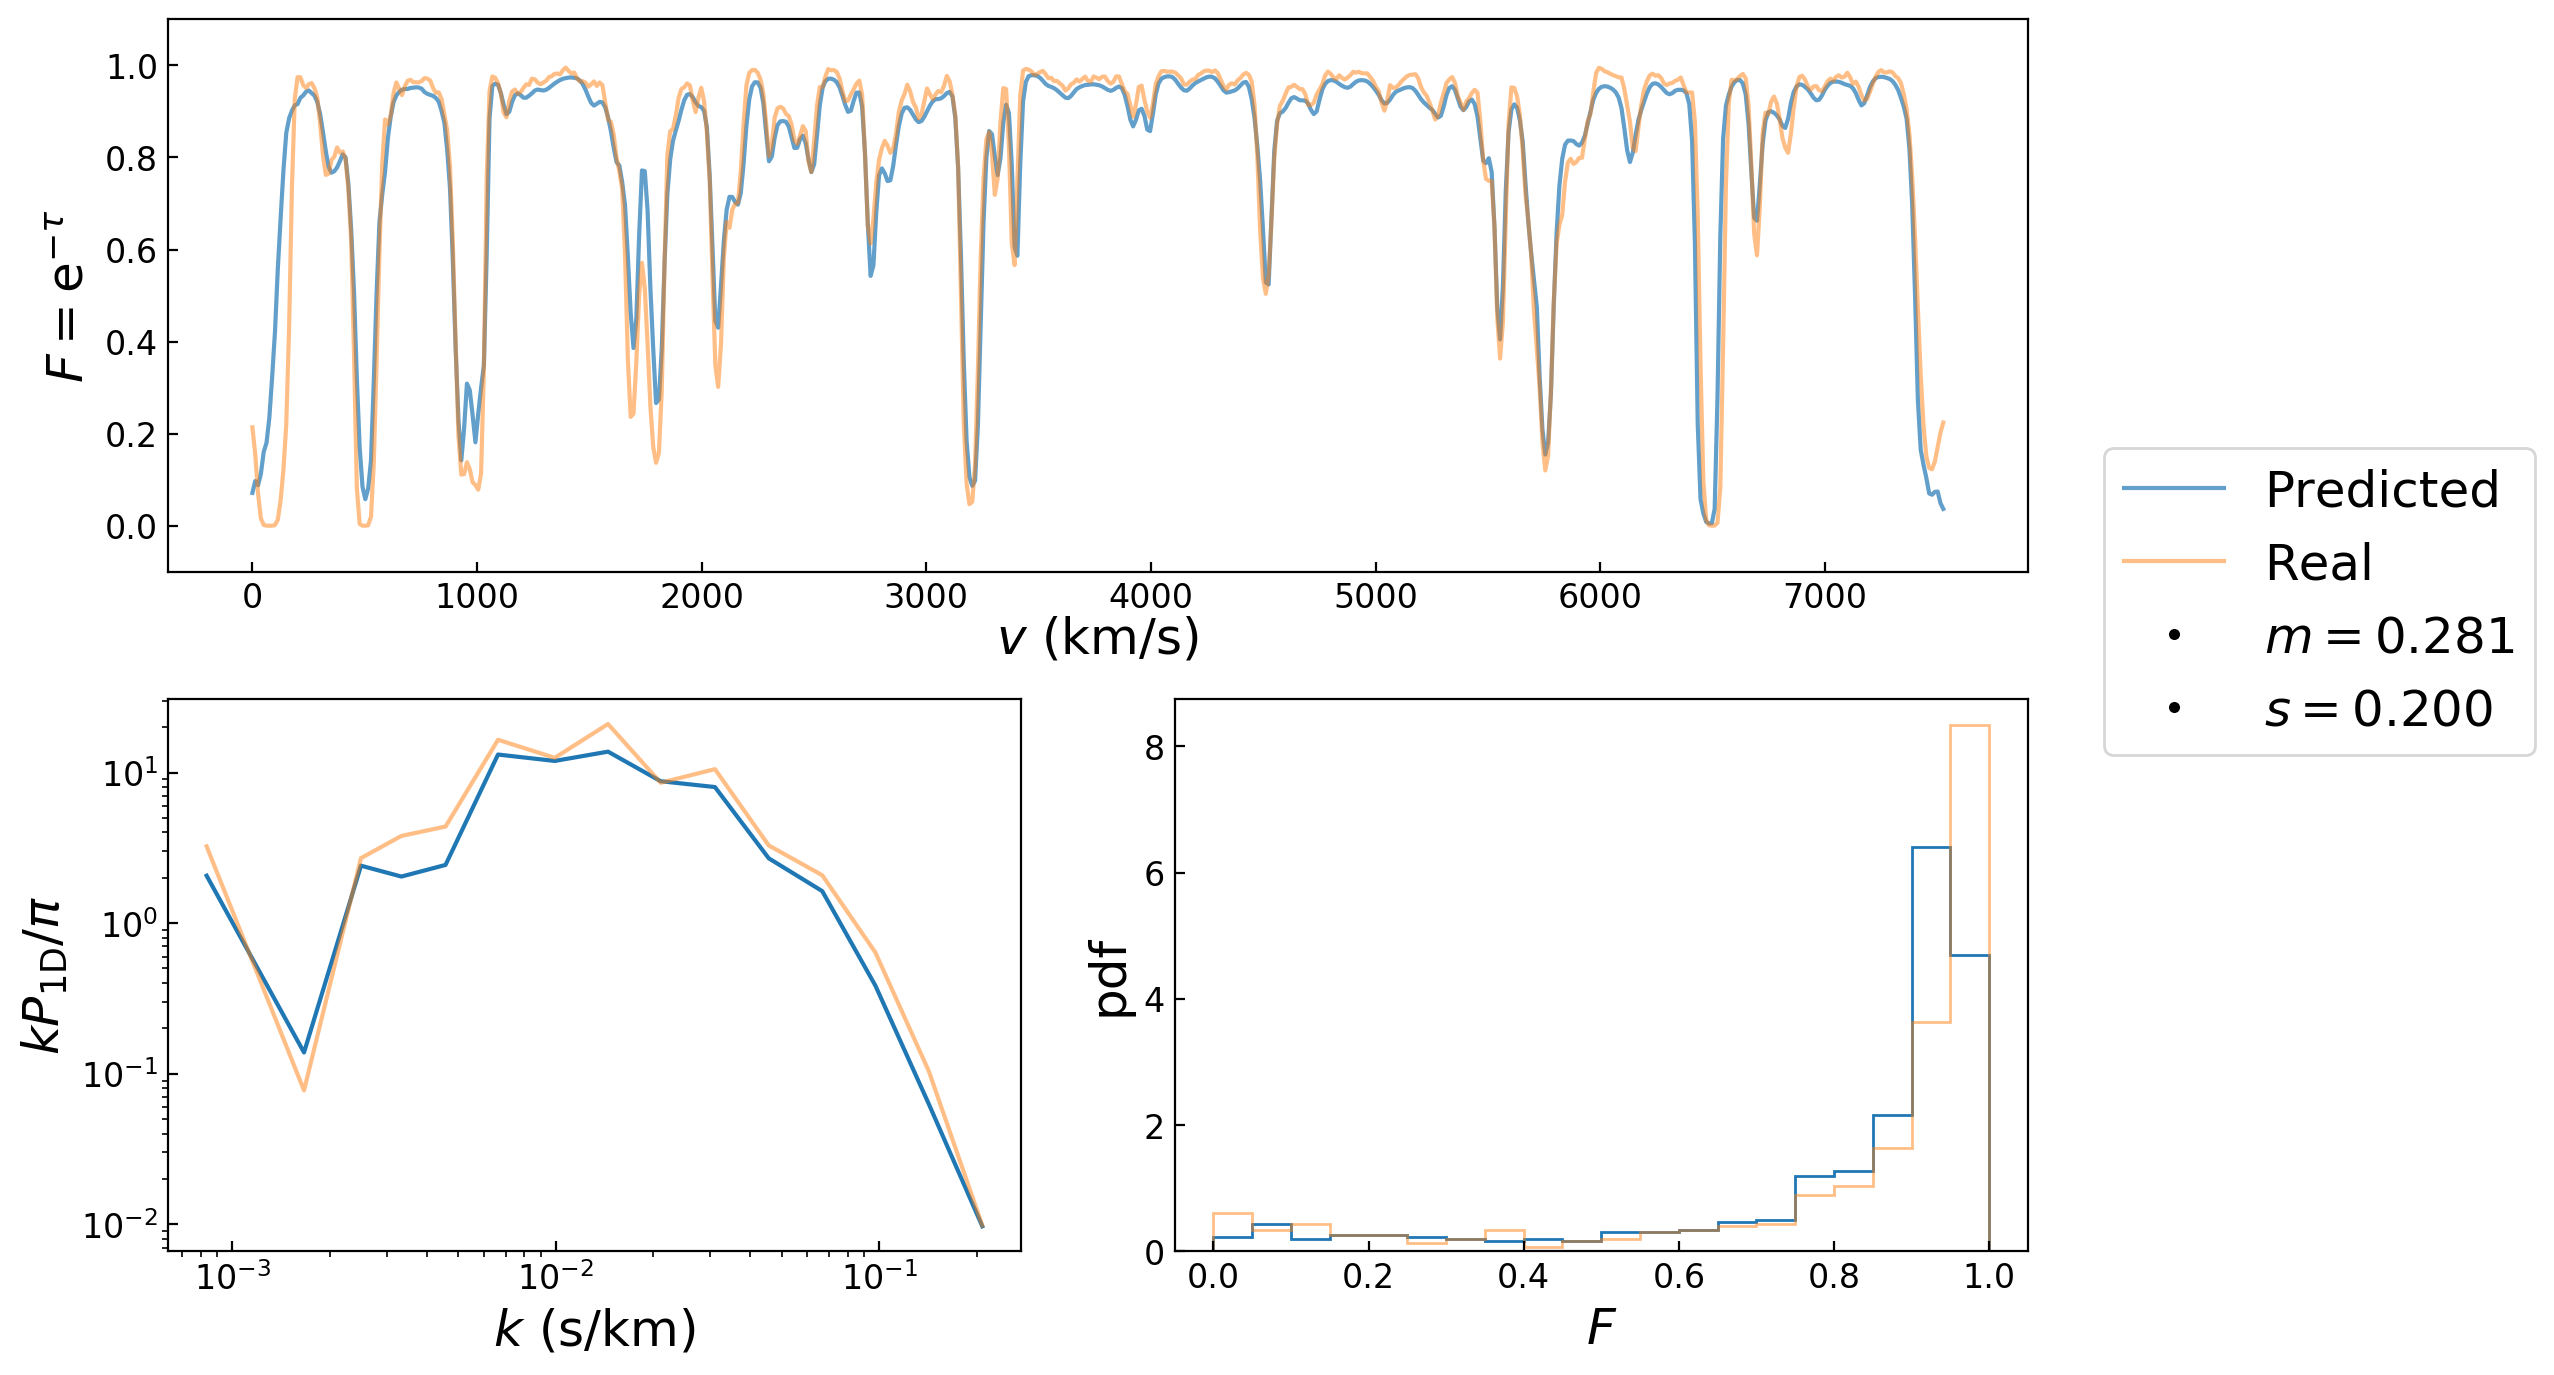 1.0
0.8
0.6
0.4
0.2
0.0
F = e^{-τ}
0 1000 2000 3000 4000 5000 6000 7000
v (km/s)
Predicted
Real
m = 0.281
s = 0.200
10^1
10^0
10^{-1}
10^{-2}
kP_{1D}/π
10^{-3} 10^{-2} 10^{-1}
k (s/km)
8
6
4
2
0
pdf
0.0 0.2 0.4 0.6 0.8 1.0
F